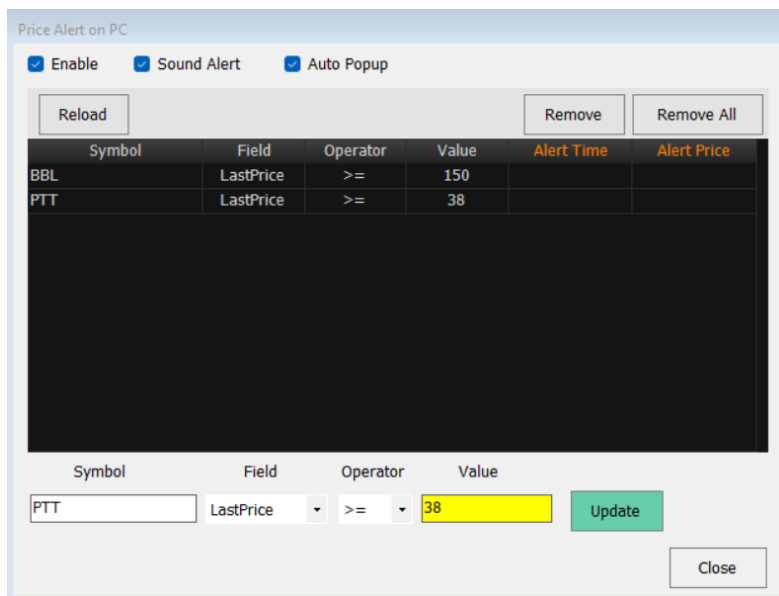 Price Alert on PC
Enable Sound Alert Auto Popup
Reload Remove Remove All
Symbol Field Operator Value Alert Time Alert Price
BBL LastPrice >= 150
PTT LastPrice >= 38
Symbol Field Operator Value
PTT LastPrice >= 38 Update
Close